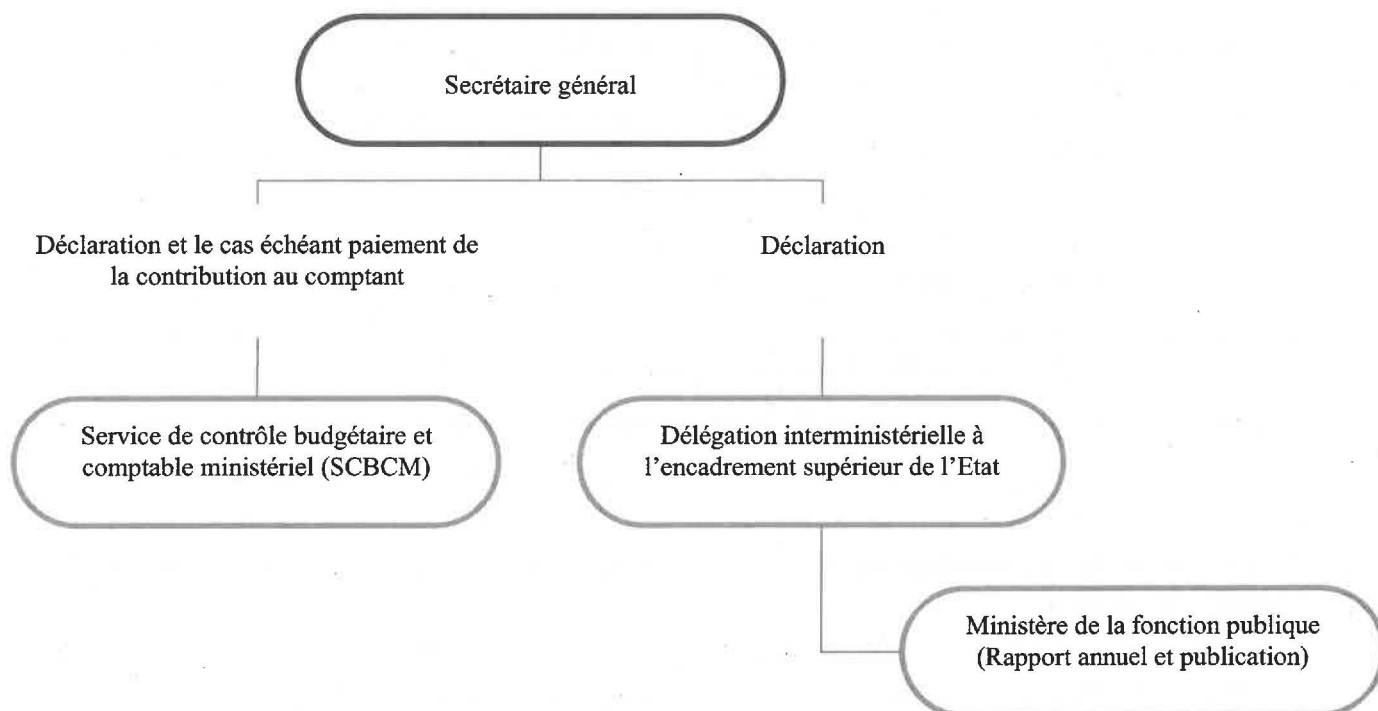 Secrétaire général
Déclaration et le cas échéant paiement de
la contribution au comptant
Déclaration
Service de contrôle budgétaire et
comptable ministériel (SCBCM)
Délégation interministérielle à
l'encadrement supérieur de l'Etat
Ministère de la fonction publique
(Rapport annuel et publication)